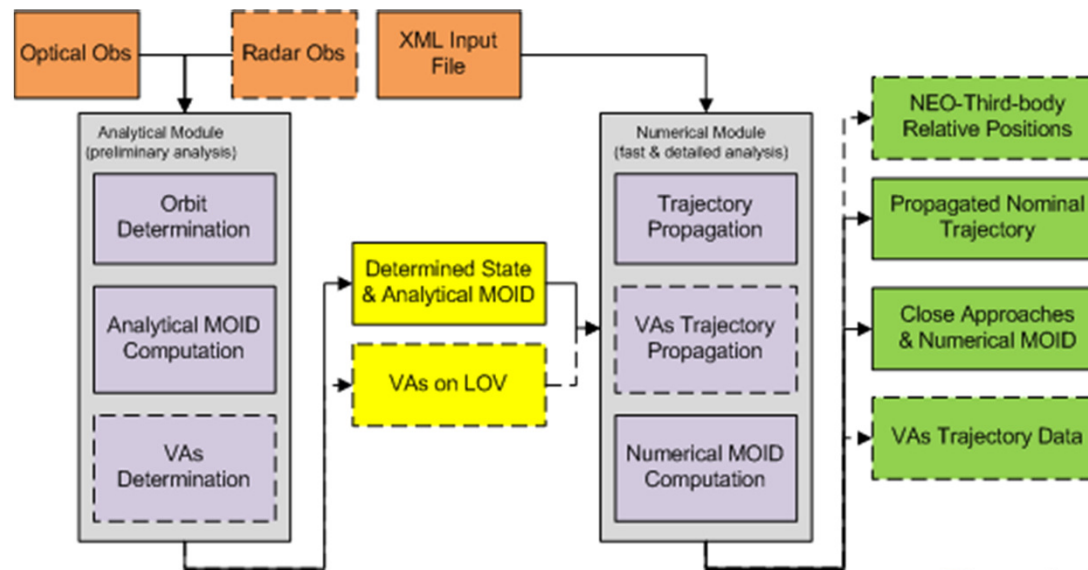 Optical Obs
Radar Obs
XML Input
File
Analytical Module
(preliminary analysis)
Orbit
Determination
Analytical MOID
Computation
VAs
Determination
Determined State
& Analytical MOID
VAs on LOV
Numerical Module
(fast & detailed analysis)
Trajectory
Propagation
VAs Trajectory
Propagation
Numerical MOID
Computation
NEO-Third-body
Relative Positions
Propagated Nominal
Trajectory
Close Approaches
& Numerical MOID
VAs Trajectory Data